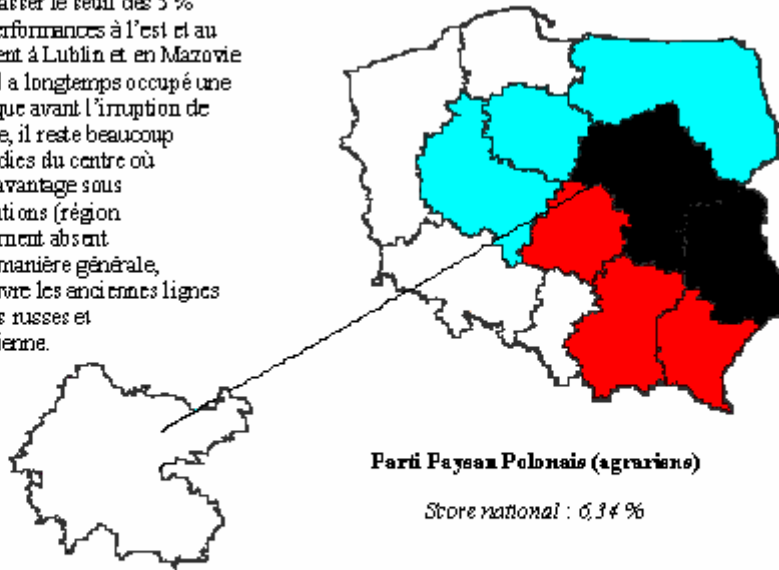 asser le seuil des 5 %
erformances à l'est et au
ent à Lublin et en Mazovie
a longtemps occupé une
que avant l'irruption de
e, il reste beaucoup
dies du centre où
avantage sous
utions (région
ment absent
manière générale,
vre les anciennes lignes
s russes et
ienne.
Parti Paysan Polonais (agrariens)
Score national : 6,34 %